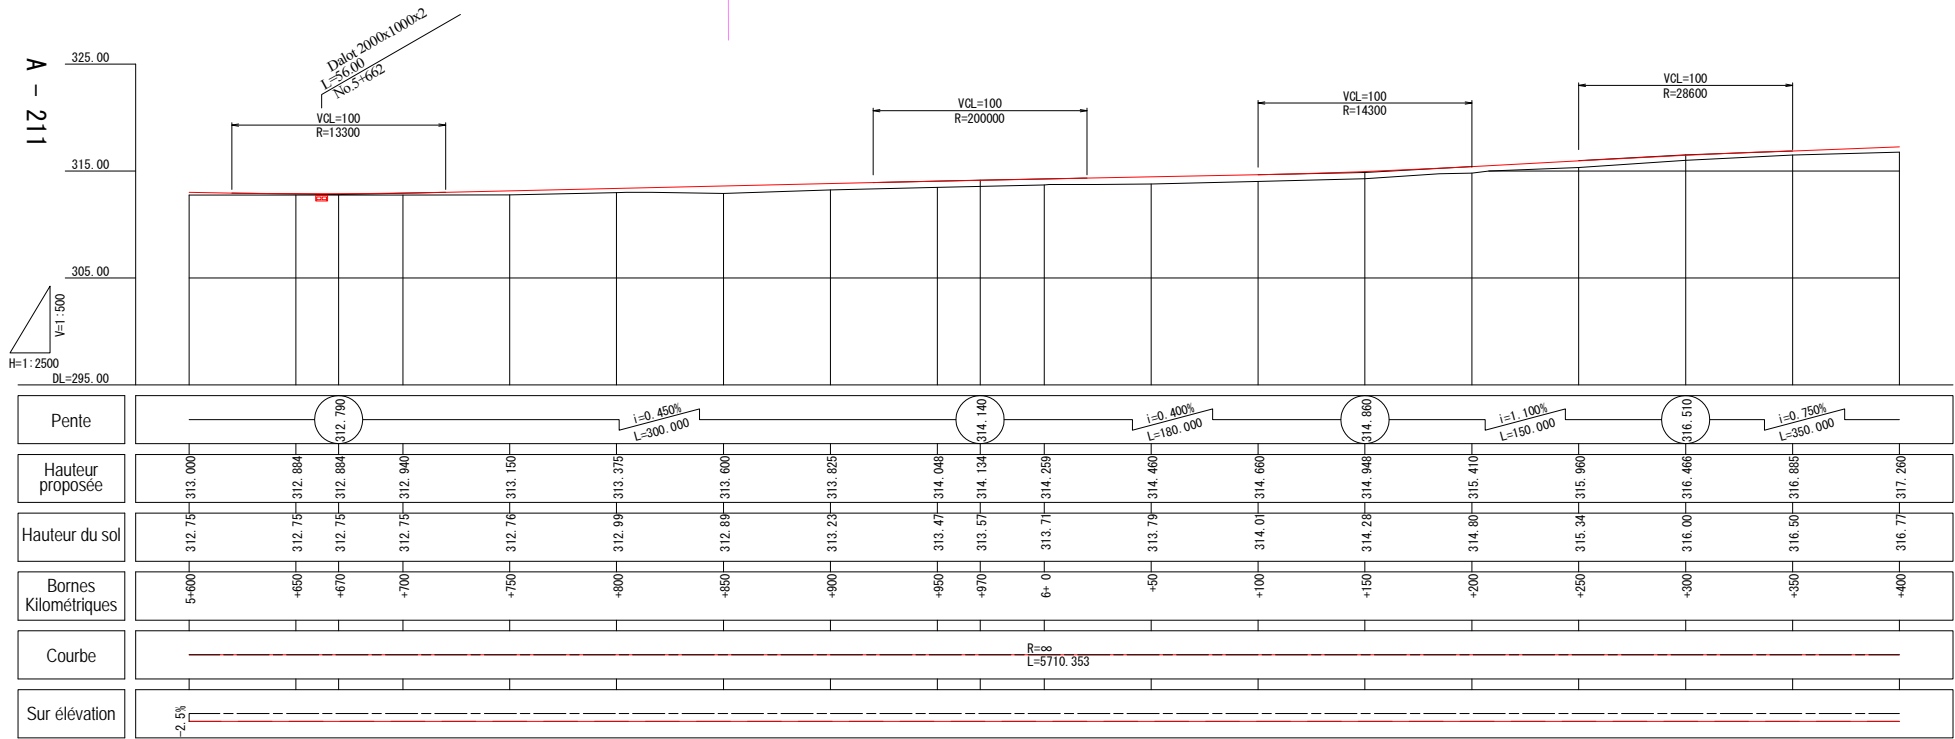 A - 211
325.00
315.00
305.00
DL=295.00
V=1:500
H=1:2500
Dalot 2000x1000x2
L=56.00
No.5+662
VCL=100
R=13300
VCL=100
R=200000
VCL=100
R=14300
VCL=100
R=28600
Pente
312.790
i=0.450%
L=300.000
314.140
i=0.400%
L=180.000
314.860
i=1.100%
L=150.000
316.510
i=0.750%
L=350.000
Hauteur
proposée
313.000
312.884
312.884
312.940
313.150
313.375
313.600
313.825
314.048
314.134
314.259
314.460
314.660
314.948
315.410
315.960
316.466
316.885
317.260
Hauteur du sol
312.75
312.75
312.75
312.75
312.76
312.99
312.89
313.23
313.47
313.57
313.71
313.79
314.01
314.28
314.80
315.34
316.00
316.50
316.77
Bornes
Kilométriques
5+600
+650
+670
+700
+750
+800
+850
+900
+950
+970
6+ 0
+50
+100
+150
+200
+250
+300
+350
+400
Courbe
R=∞
L=5710.353
Sur élévation
-2.5%